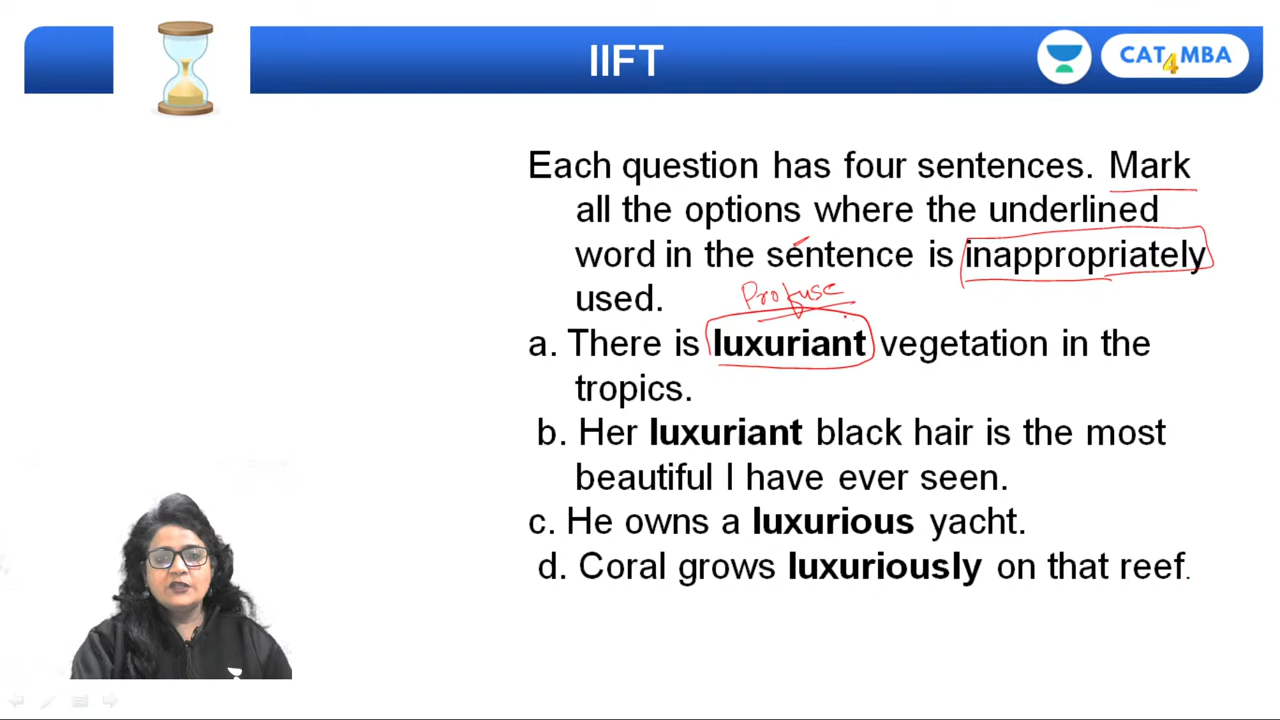 IIFT
CAT4MBA
Each question has four sentences. Mark
all the options where the underlined
word in the sentence is inappropriately
used.
Profuse
a. There is luxuriant vegetation in the
tropics.
b. Her luxuriant black hair is the most
beautiful I have ever seen.
c. He owns a luxurious yacht.
d. Coral grows luxuriously on that reef.